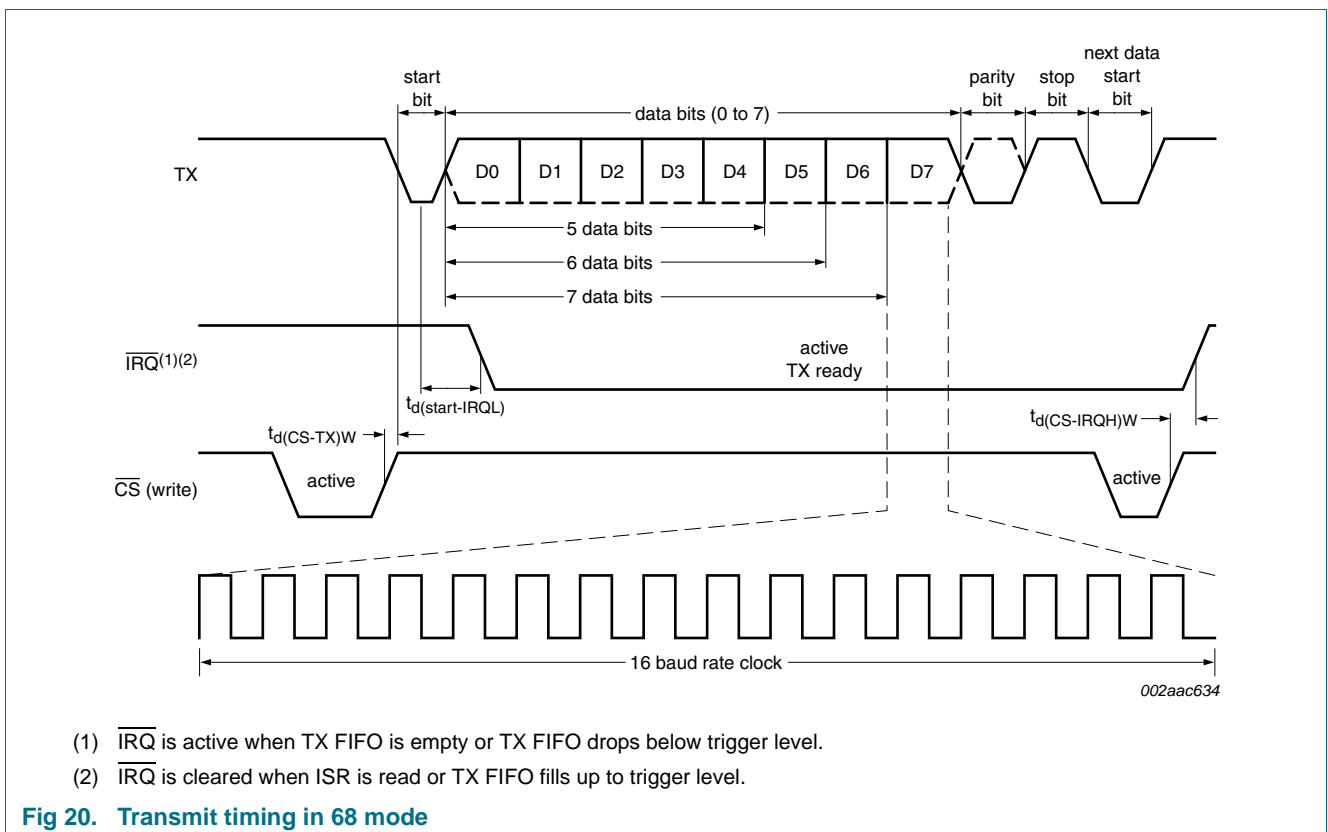 next data
start
bit
start
bit
parity
bit
stop
bit
data bits (0 to 7)
TX
D0 D1 D2 D3 D4 D5 D6 D7
5 data bits
6 data bits
7 data bits
IRQ(1)(2)
active
TX ready
td(start-IRQL)
td(CS-TX)W
td(CS-IRQH)W
CS (write)
active
active
16 baud rate clock
002aac634
(1) IRQ is active when TX FIFO is empty or TX FIFO drops below trigger level.
(2) IRQ is cleared when ISR is read or TX FIFO fills up to trigger level.
Fig 20. Transmit timing in 68 mode